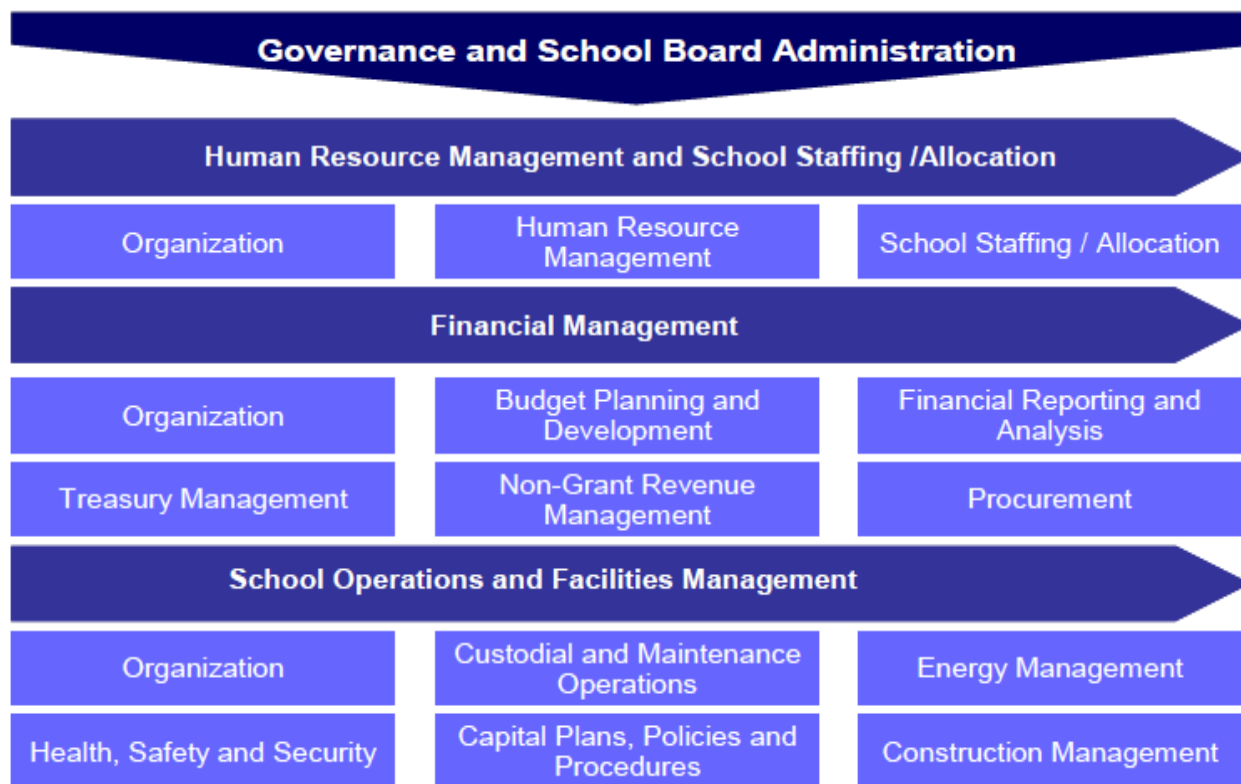 Governance and School Board Administration
Human Resource Management and School Staffing /Allocation
Organization
Human Resource
Management
School Staffing / Allocation
Financial Management
Organization
Budget Planning and
Development
Financial Reporting and
Analysis
Treasury Management
Non-Grant Revenue
Management
Procurement
School Operations and Facilities Management
Organization
Custodial and Maintenance
Operations
Energy Management
Health, Safety and Security
Capital Plans, Policies and
Procedures
Construction Management